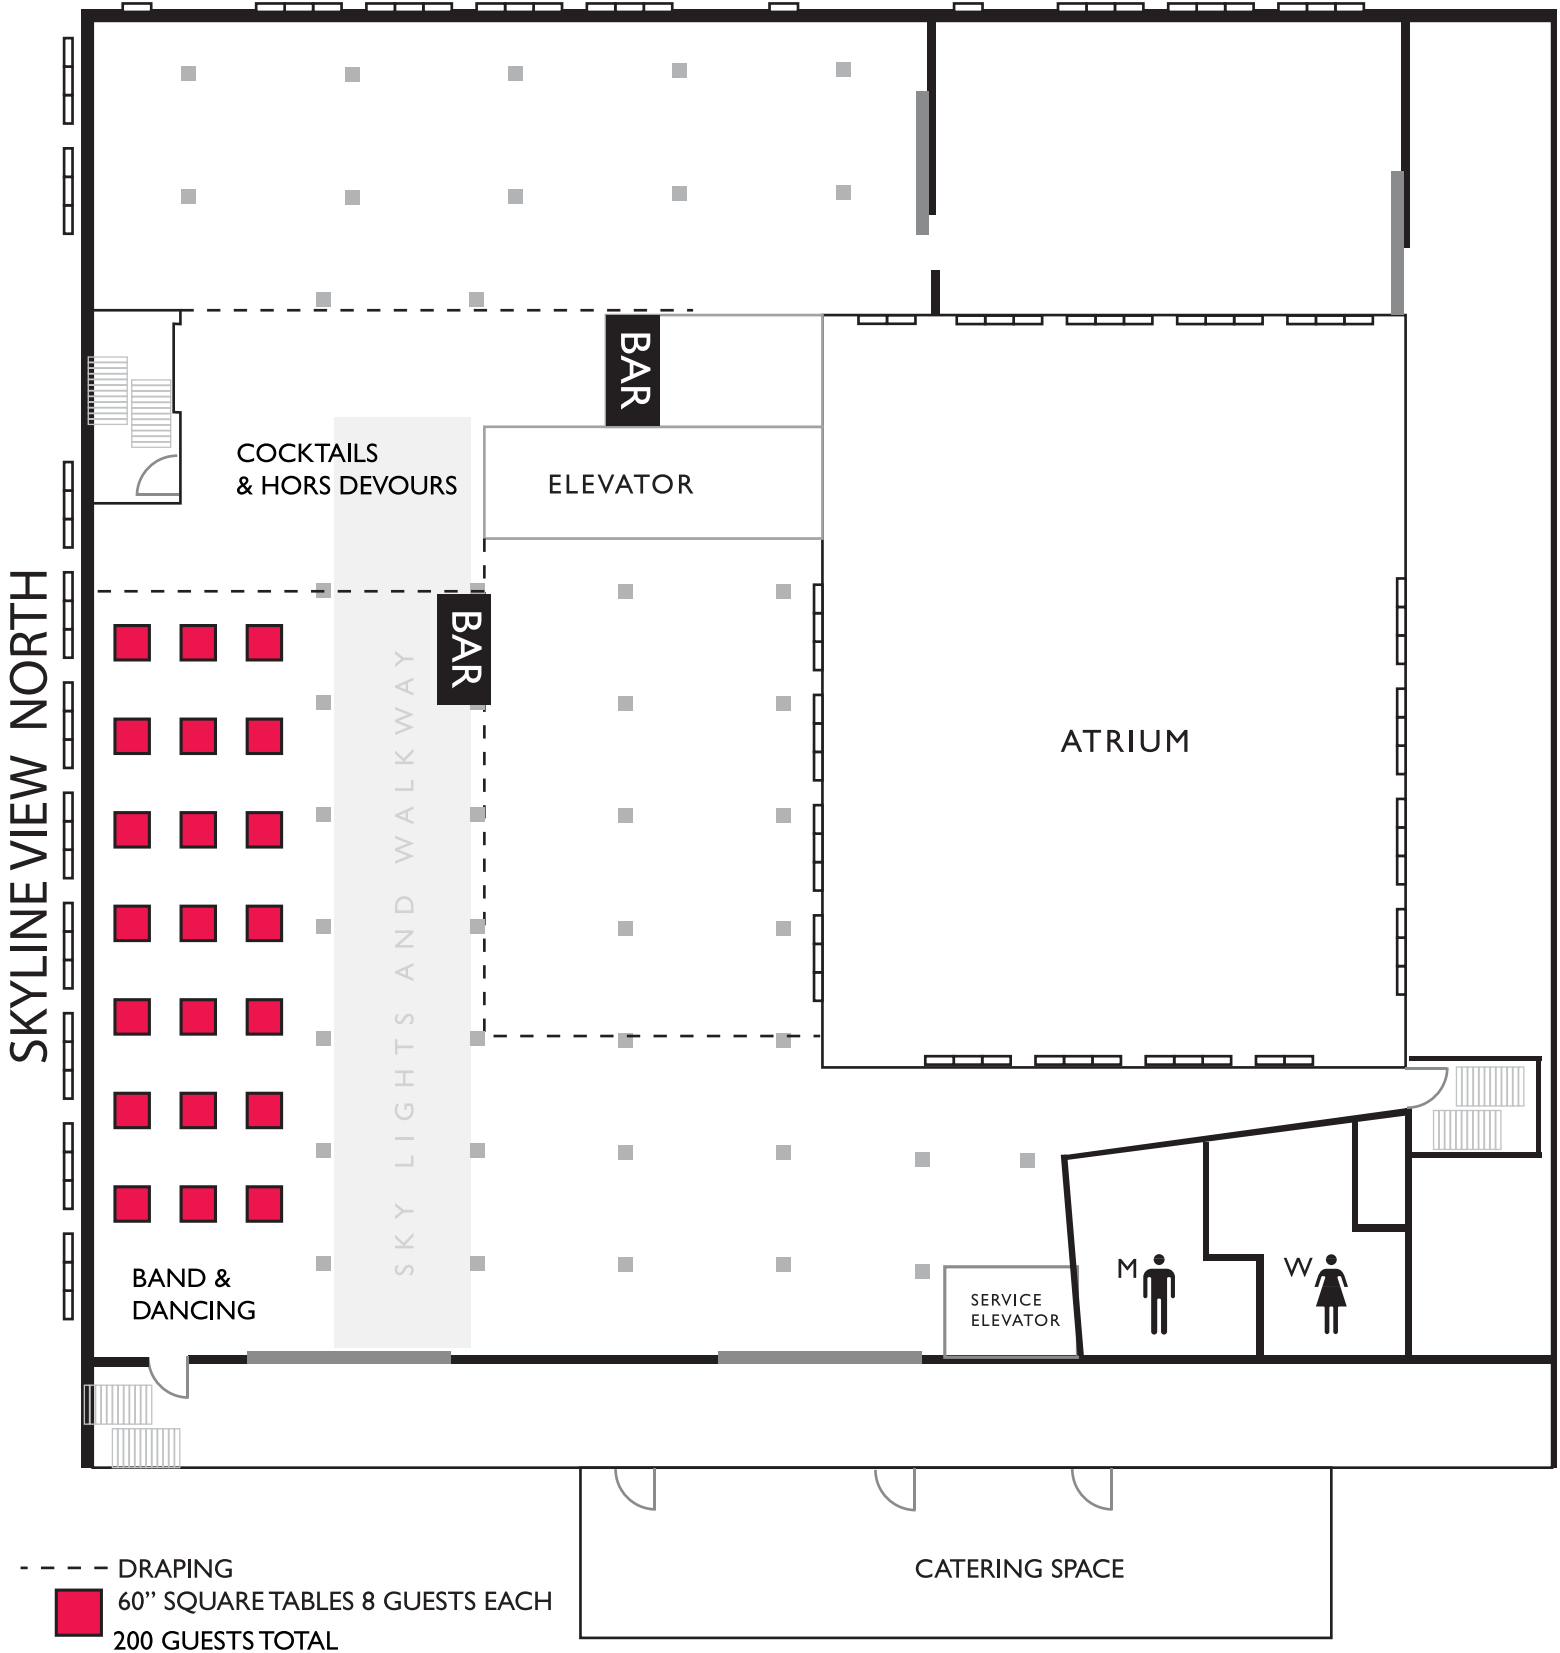 BAR
COCKTAILS
& HORS DEVOURS
ELEVATOR
SKYLINE VIEW NORTH
BAR
SKY LIGHTS AND WALKWAY
ATRIUM
BAND &
DANCING
M
W
SERVICE
ELEVATOR
DRAPING
60” SQUARE TABLES 8 GUESTS EACH
200 GUESTS TOTAL
CATERING SPACE